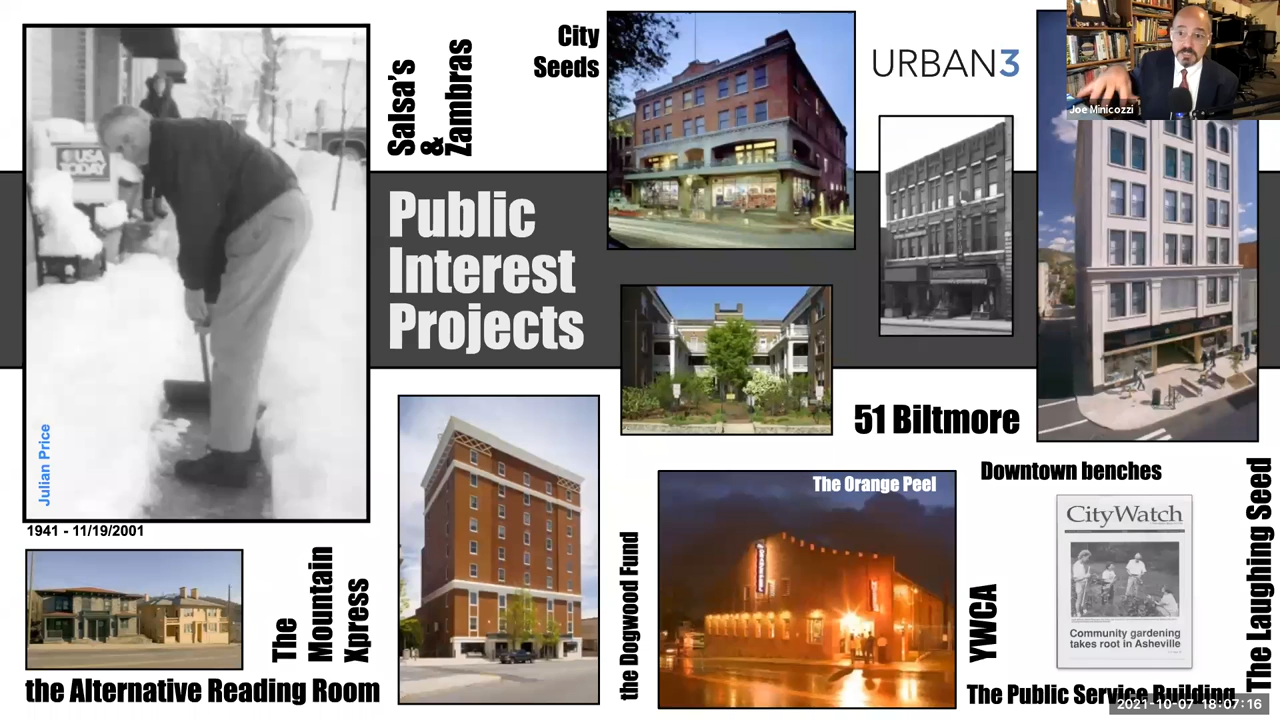 USA
TODAY
Julian Price
1941 - 11/19/2001
Salsa's
&
Zambras
City
Seeds
URBAN3
Joe Minicozzi
Public
Interest
Projects
51 Biltmore
The Orange Peel
Downtown benches
CityWatch
Community gardening
takes root in Asheville
The Laughing Seed
YWCA
the Dogwood Fund
The
Mountain
Xpress
the Alternative Reading Room
The Public Service Building
2021-10-07 18:07:16